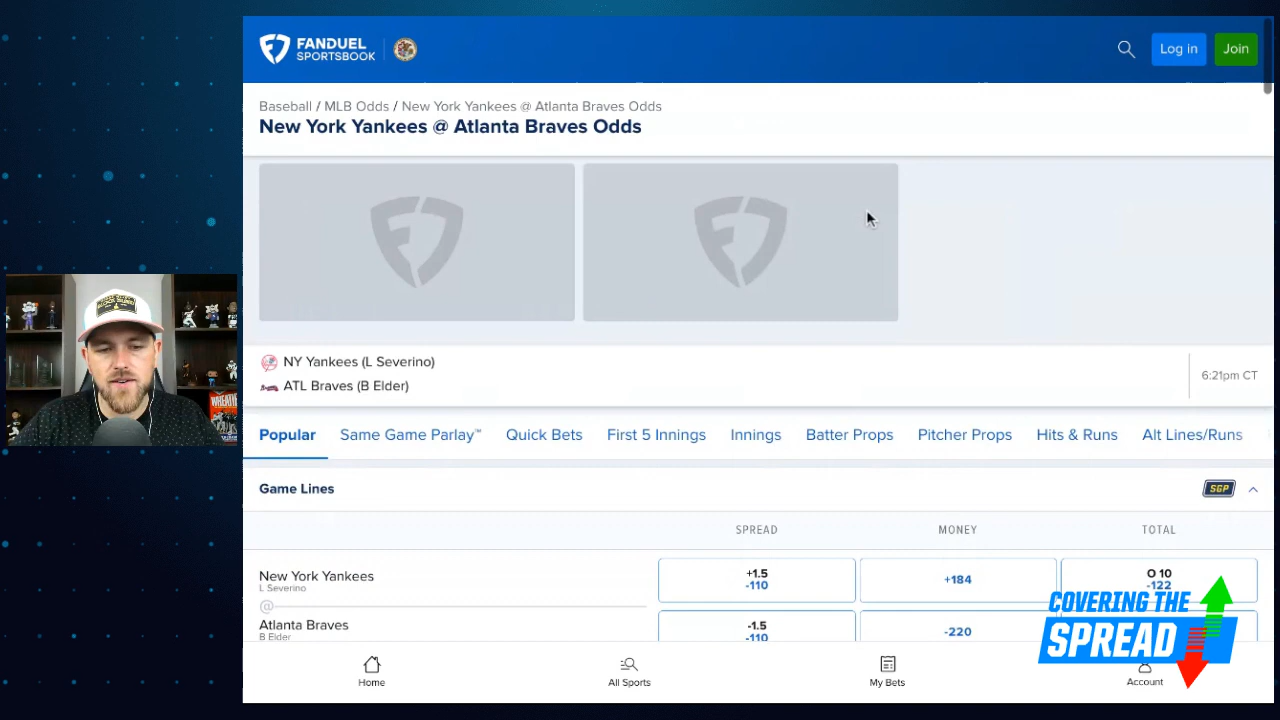 FANDUEL
SPORTSBOOK
Log in
Join
Baseball / MLB Odds / New York Yankees @ Atlanta Braves Odds
New York Yankees @ Atlanta Braves Odds
NY Yankees (L Severino)
ATL Braves (B Elder)
6:21pm CT
Popular
Same Game Parlay™
Quick Bets
First 5 Innings
Innings
Batter Props
Pitcher Props
Hits & Runs
Alt Lines/Runs
Game Lines
SGP
SPREAD
MONEY
TOTAL
New York Yankees
L Severino
+1.5
-110
+184
O 10
-122
@
Atlanta Braves
B Elder
-1.5
-110
-220
COVERING THE
SPREAD
Home
All Sports
My Bets
Account
WHEATIES